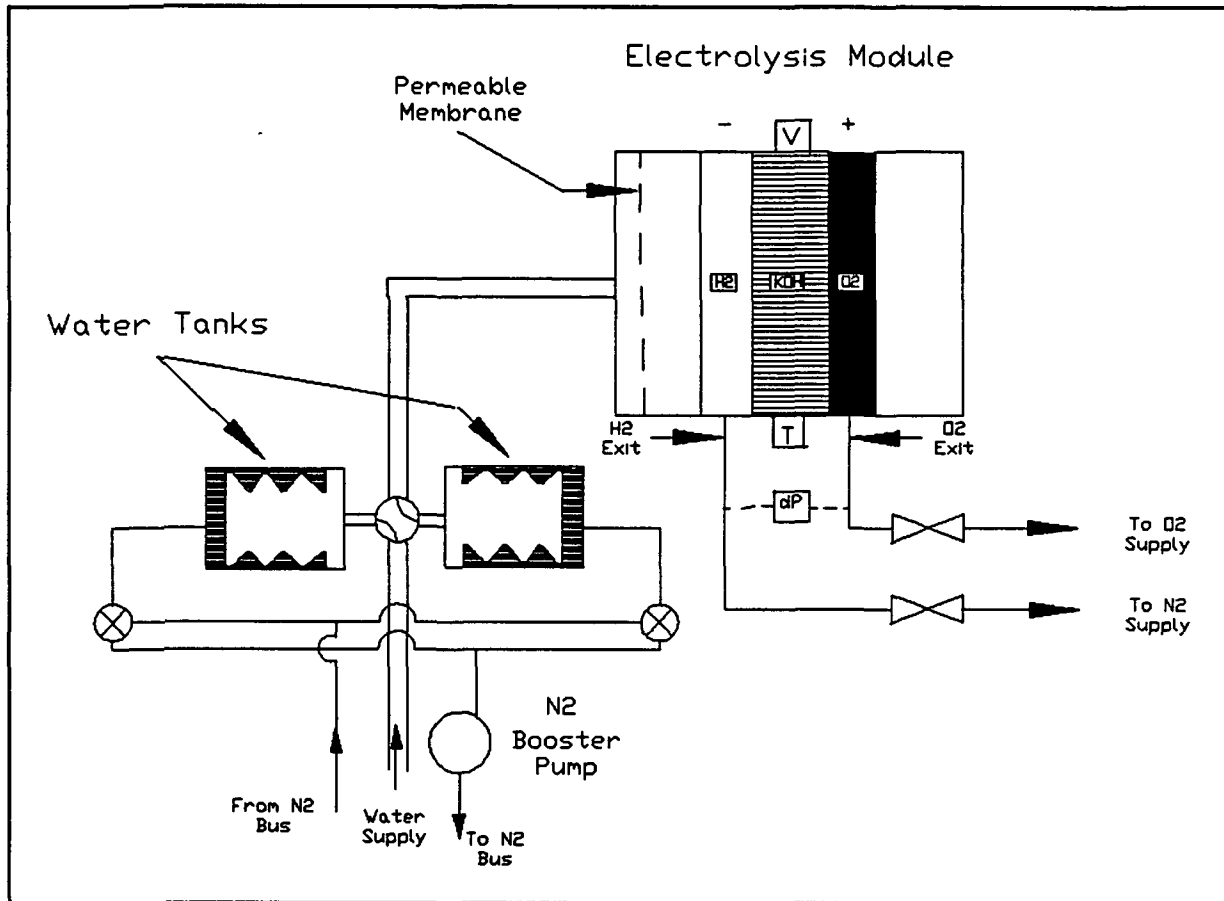 Electrolysis Module
Permeable
Membrane
- V +
H2 KOH O2
Water Tanks
H2
Exit
T
O2
Exit
dP
To O2
Supply
To N2
Supply
N2
Booster
Pump
From N2
Bus
Water
Supply
To N2
Bus